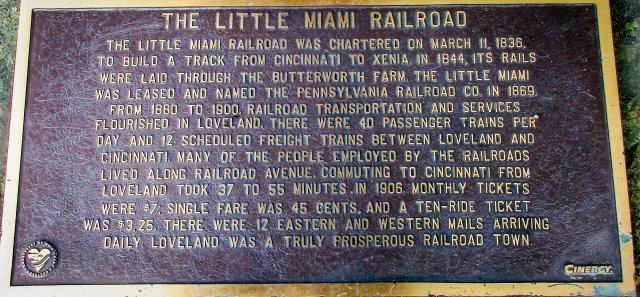 THE LITTLE MIAMI RAILROAD
THE LITTLE MIAMI RAILROAD WAS CHARTERED ON MARCH 11, 1836,
TO BUILD A TRACK FROM CINCINNATI TO XENIA. IN 1844, ITS RAILS
WERE LAID THROUGH THE BUTTERWORTH FARM. THE LITTLE MIAMI
WAS LEASED AND NAMED THE PENNSYLVANIA RAILROAD CO. IN 1869.
FROM 1880 TO 1900, RAILROAD TRANSPORTATION AND SERVICES
FLOURISHED IN LOVELAND. THERE WERE 40 PASSENGER TRAINS PER
DAY AND 12 SCHEDULED FREIGHT TRAINS BETWEEN LOVELAND AND
CINCINNATI. MANY OF THE PEOPLE EMPLOYED BY THE RAILROADS
LIVED ALONG RAILROAD AVENUE. COMMUTING TO CINCINNATI FROM
LOVELAND TOOK 37 TO 55 MINUTES. IN 1906, MONTHLY TICKETS
WERE $7; SINGLE FARE WAS 45 CENTS, AND A TEN-RIDE TICKET
WAS $3.25. THERE WERE 12 EASTERN AND WESTERN MAILS ARRIVING
DAILY. LOVELAND WAS A TRULY PROSPEROUS RAILROAD TOWN.
CINERGY